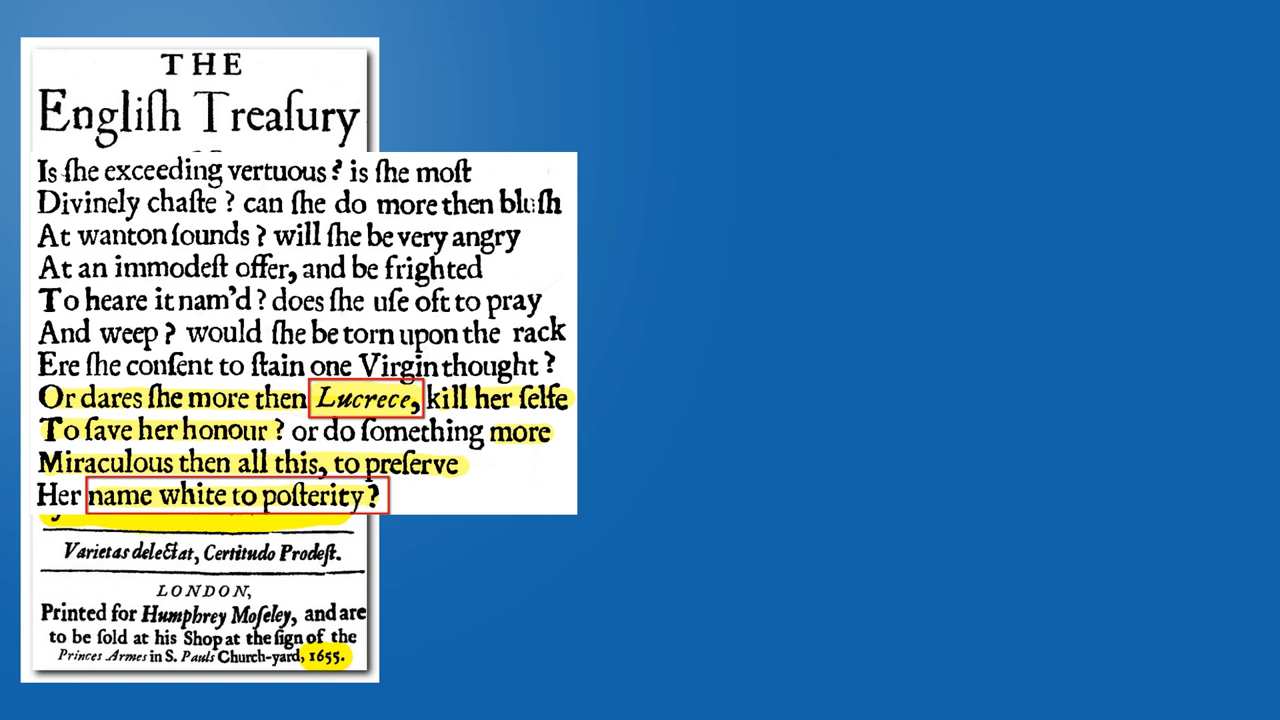 THE
Engliſh Treaſury
Is ſhe exceeding vertuous? is ſhe moſt
Divinely chaſte? can ſhe do more then bluſh
At wanton ſounds? will ſhe be very angry
At an immodeſt offer, and be frighted
To heare it nam'd? does ſhe uſe oft to pray
And weep? would ſhe be torn upon the rack
Ere ſhe conſent to ſtain one Virgin thought?
Or dares ſhe more then Lucrece, kill her ſelfe
To ſave her honour? or do ſomething more
Miraculous then all this, to preſerve
Her name white to poſterity?
Varietas delectat, Certitudo Prodeſt.
LONDON,
Printed for Humphrey Moſeley, and are
to be ſold at his Shop at the ſign of the
Princes Armes in S. Pauls Church-yard, 1655.